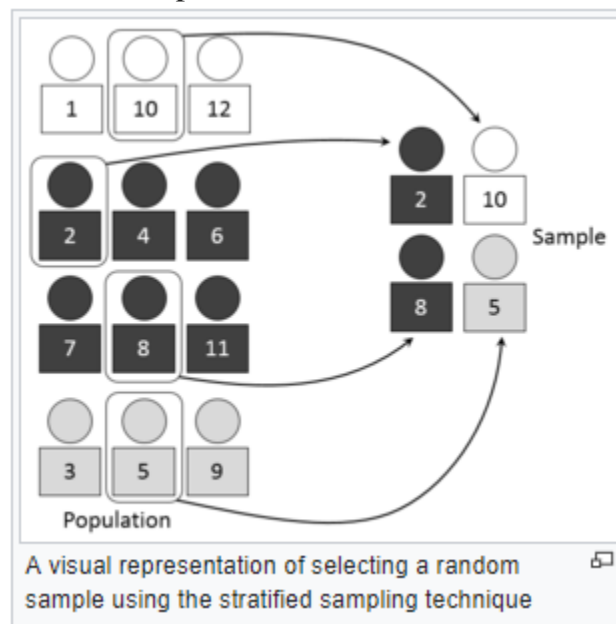 1 10 12
2 4 6
2 10
Sample
7 8 11
8 5
3 5 9
Population
A visual representation of selecting a random
sample using the stratified sampling technique